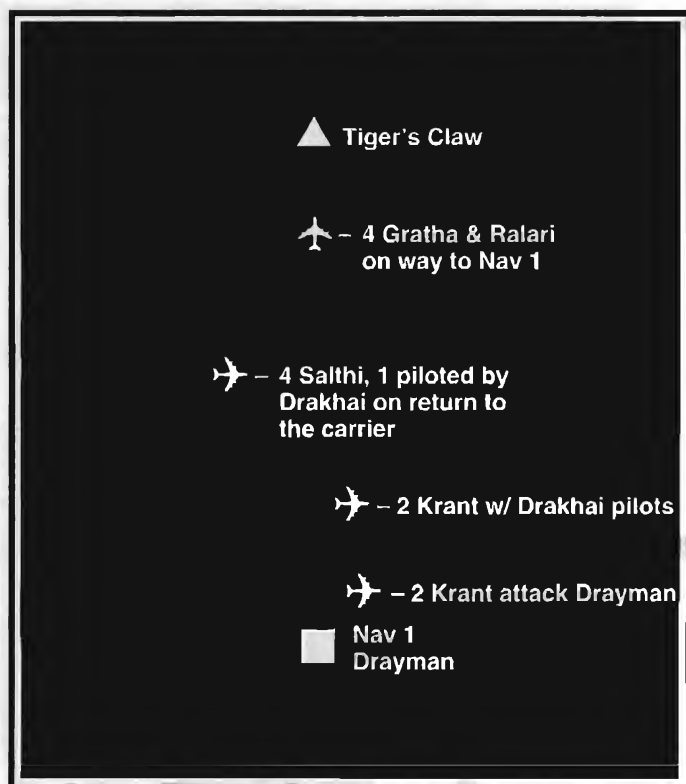 Tiger's Claw
– 4 Gratha & Ralari
on way to Nav 1
– 4 Salthi, 1 piloted by
Drakhai on return to
the carrier
– 2 Krant w/ Drakhai pilots
– 2 Krant attack Drayman
Nav 1
Drayman